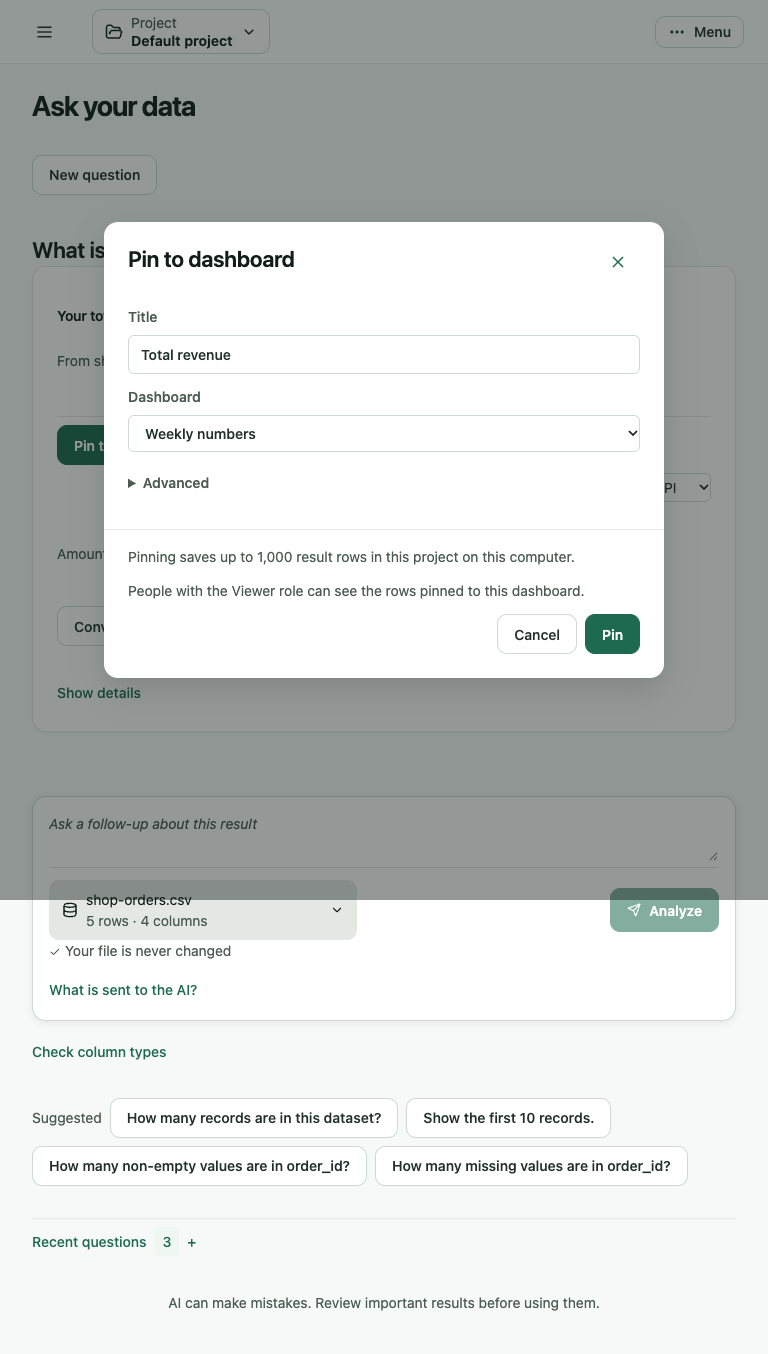 Project
Default project
Menu
Ask your data
New question
What is
Pin to dashboard
Your to
Title
Total revenue
From sh
Dashboard
Weekly numbers
Pin t
Advanced
PI
Pinning saves up to 1,000 result rows in this project on this computer.
Amount
People with the Viewer role can see the rows pinned to this dashboard.
Conv
Cancel
Pin
Show details
Ask a follow-up about this result
shop-orders.csv
5 rows · 4 columns
Analyze
✓ Your file is never changed
What is sent to the AI?
Check column types
Suggested
How many records are in this dataset?
Show the first 10 records.
How many non-empty values are in order_id?
How many missing values are in order_id?
Recent questions 3 +
AI can make mistakes. Review important results before using them.